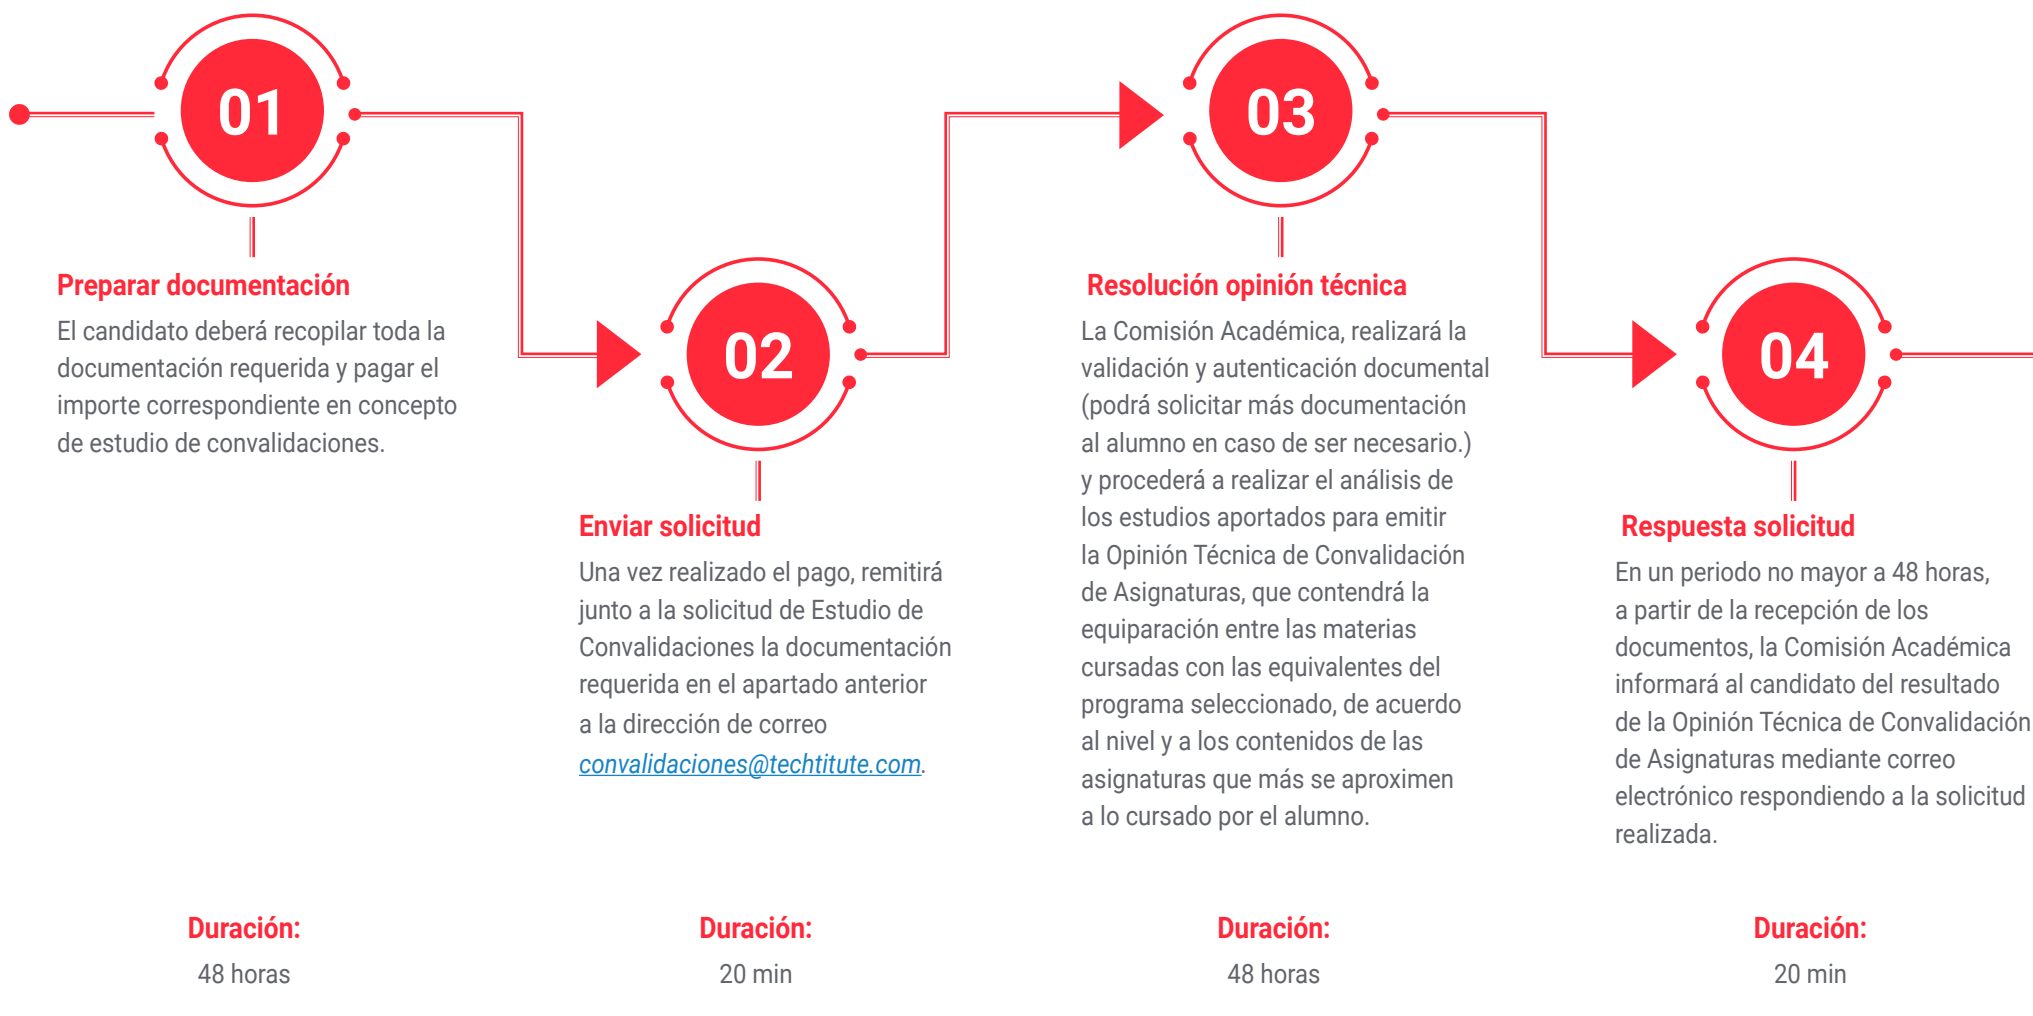 01
Preparar documentación
El candidato deberá recopilar toda la
documentación requerida y pagar el
importe correspondiente en concepto
de estudio de convalidaciones.
Duración:
48 horas
02
Enviar solicitud
Una vez realizado el pago, remitirá
junto a la solicitud de Estudio de
Convalidaciones la documentación
requerida en el apartado anterior
a la dirección de correo
convalidaciones@techtitute.com.
Duración:
20 min
03
Resolución opinión técnica
La Comisión Académica, realizará la
validación y autenticación documental
(podrá solicitar más documentación
al alumno en caso de ser necesario.)
y procederá a realizar el análisis de
los estudios aportados para emitir
la Opinión Técnica de Convalidación
de Asignaturas, que contendrá la
equiparación entre las materias
cursadas con las equivalentes del
programa seleccionado, de acuerdo
al nivel y a los contenidos de las
asignaturas que más se aproximen
a lo cursado por el alumno.
Duración:
48 horas
04
Respuesta solicitud
En un periodo no mayor a 48 horas,
a partir de la recepción de los
documentos, la Comisión Académica
informará al candidato del resultado
de la Opinión Técnica de Convalidación
de Asignaturas mediante correo
electrónico respondiendo a la solicitud
realizada.
Duración:
20 min